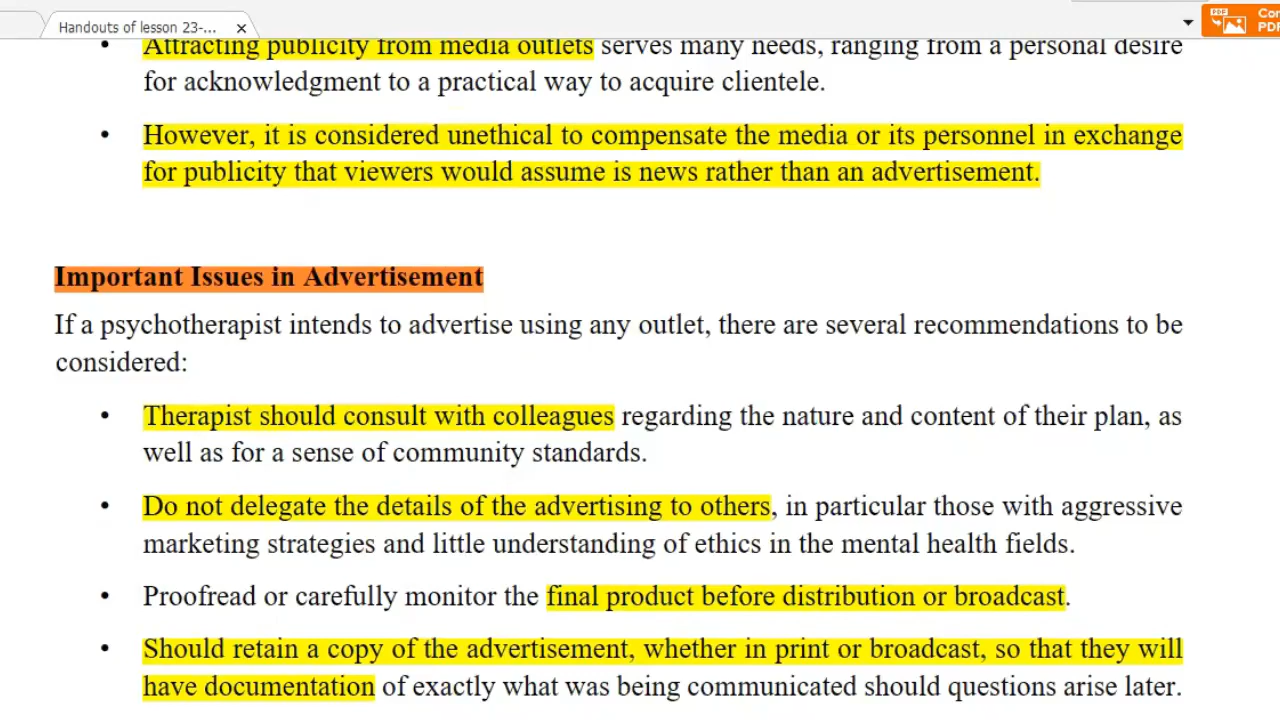 Handouts of lesson 23-...
PDF
Con
PDF
Attracting publicity from media outlets serves many needs, ranging from a personal desire
for acknowledgment to a practical way to acquire clientele.
• However, it is considered unethical to compensate the media or its personnel in exchange
for publicity that viewers would assume is news rather than an advertisement.
Important Issues in Advertisement
If a psychotherapist intends to advertise using any outlet, there are several recommendations to be
considered:
• Therapist should consult with colleagues regarding the nature and content of their plan, as
well as for a sense of community standards.
• Do not delegate the details of the advertising to others, in particular those with aggressive
marketing strategies and little understanding of ethics in the mental health fields.
• Proofread or carefully monitor the final product before distribution or broadcast.
• Should retain a copy of the advertisement, whether in print or broadcast, so that they will
have documentation of exactly what was being communicated should questions arise later.